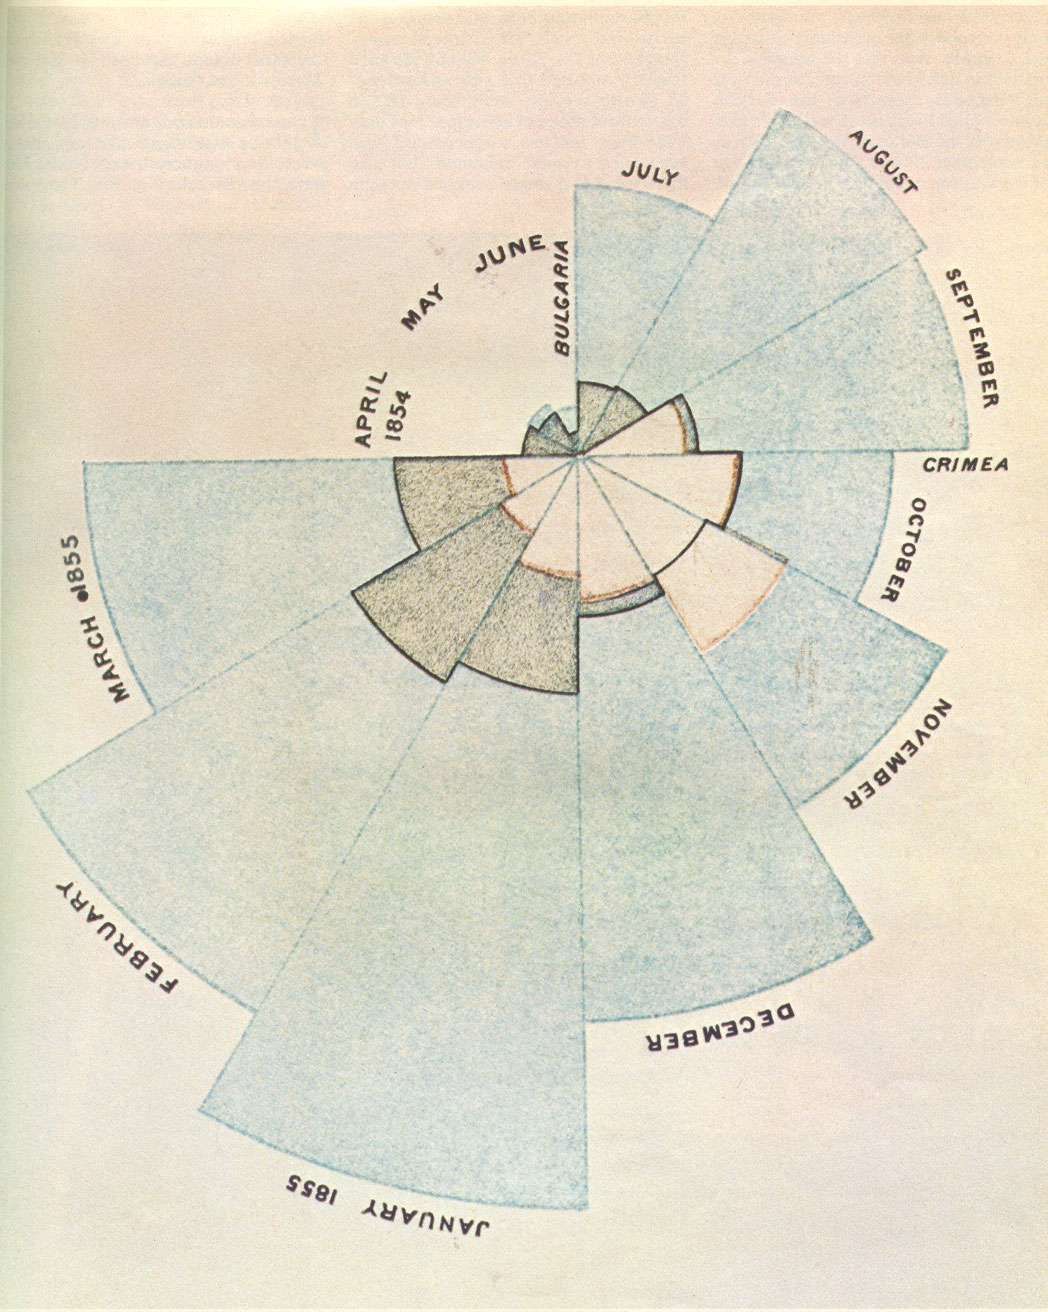 APRIL
1854
MAY
JUNE
BULGARIA
JULY
AUGUST
SEPTEMBER
CRIMEA
OCTOBER
NOVEMBER
DECEMBER
JANUARY 1855
FEBRUARY
MARCH 1855